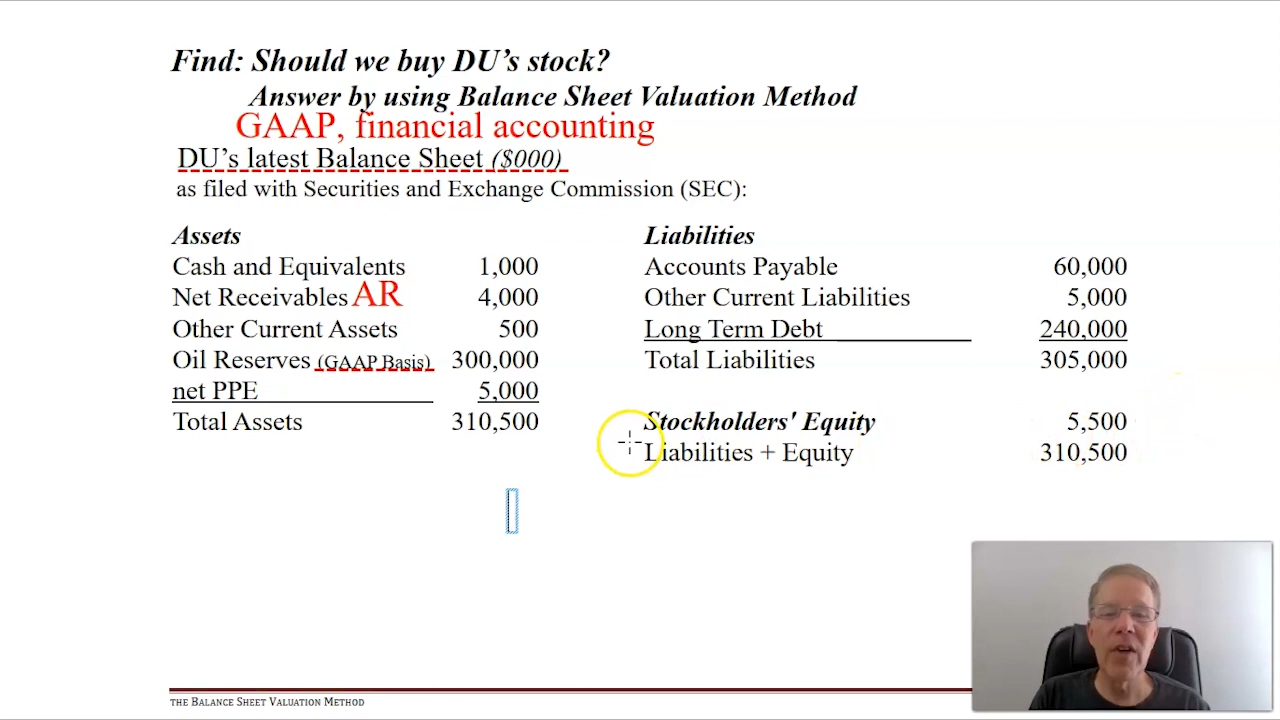 Find: Should we buy DU’s stock?
Answer by using Balance Sheet Valuation Method
GAAP, financial accounting
DU’s latest Balance Sheet ($000)
as filed with Securities and Exchange Commission (SEC):
Assets
Cash and Equivalents 1,000
Net Receivables AR 4,000
Other Current Assets 500
Oil Reserves (GAAP Basis) 300,000
net PPE 5,000
Total Assets 310,500
Liabilities
Accounts Payable 60,000
Other Current Liabilities 5,000
Long Term Debt 240,000
Total Liabilities 305,000
Stockholders' Equity 5,500
Liabilities + Equity 310,500
THE BALANCE SHEET VALUATION METHOD